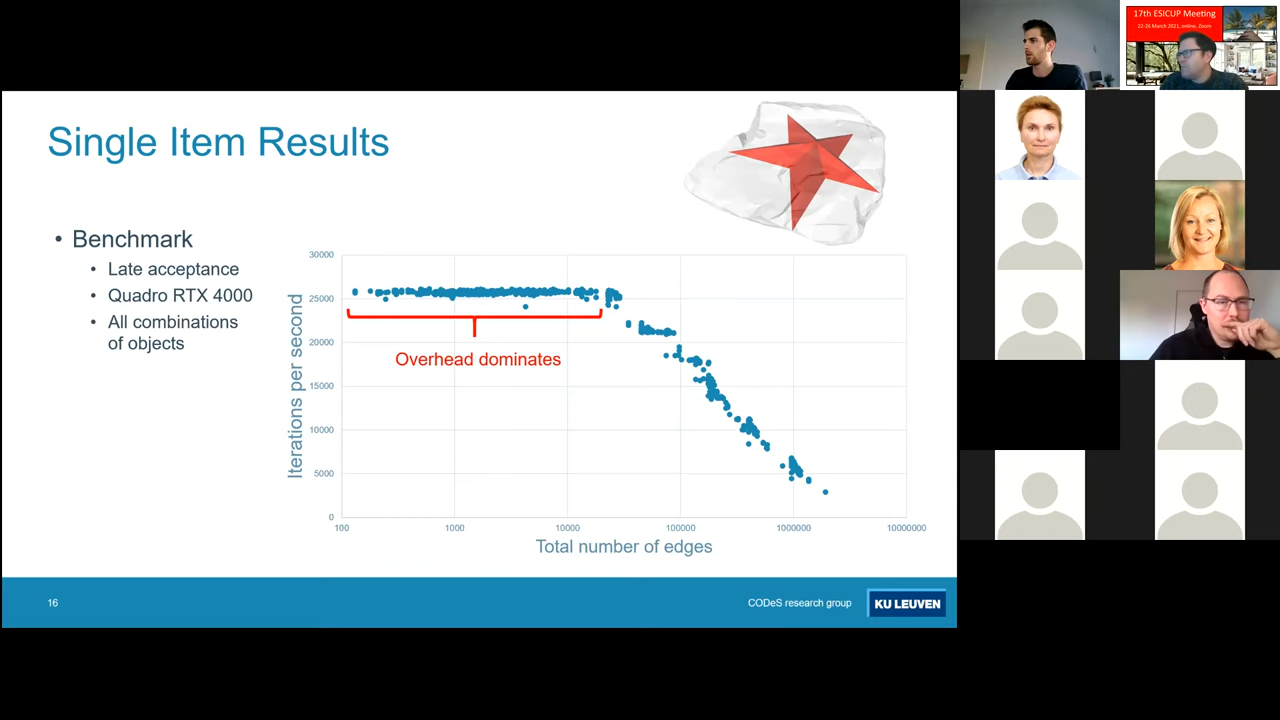 17th ESICUP Meeting
22-26 March 2021, online, Zoom
Single Item Results
• Benchmark
• Late acceptance
• Quadro RTX 4000
• All combinations
of objects
Iterations per second
30000
25000
20000
15000
10000
5000
0
Overhead dominates
100
1000
10000
100000
1000000
10000000
Total number of edges
16
CODeS research group
KU LEUVEN